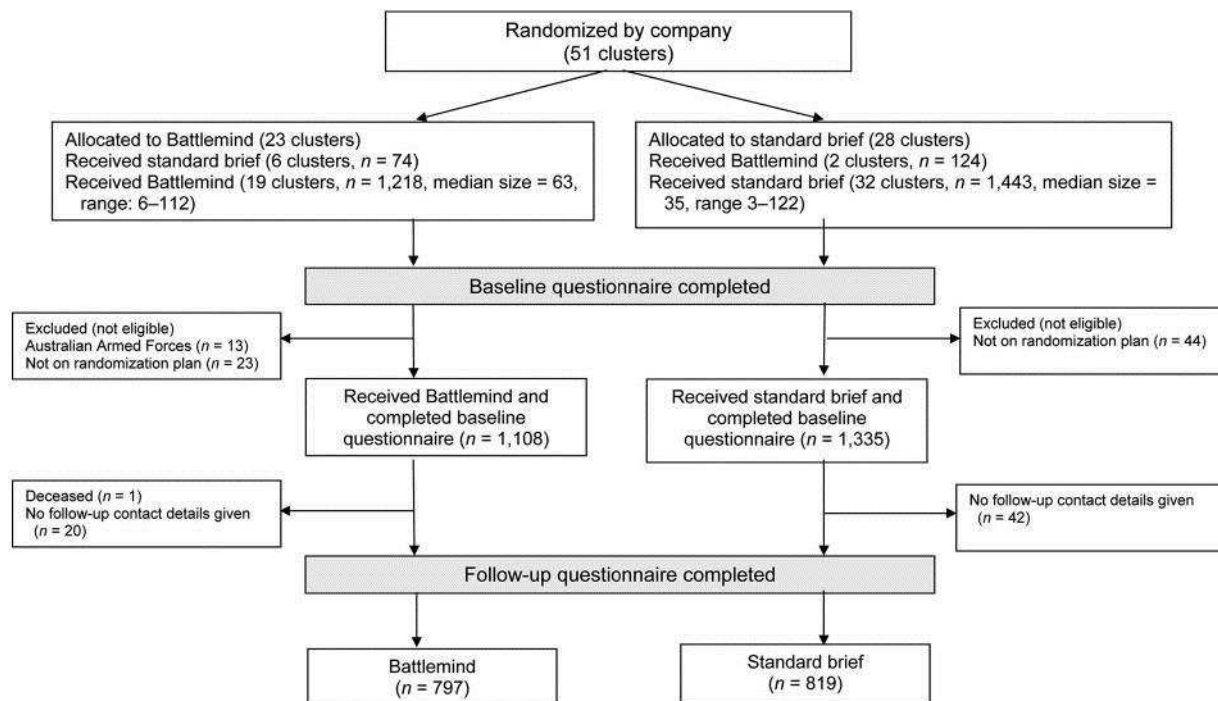 Randomized by company
(51 clusters)
Allocated to Battlemind (23 clusters)
Received standard brief (6 clusters, n = 74)
Received Battlemind (19 clusters, n = 1,218, median size = 63,
range: 6–112)
Allocated to standard brief (28 clusters)
Received Battlemind (2 clusters, n = 124)
Received standard brief (32 clusters, n = 1,443, median size =
35, range 3–122)
Baseline questionnaire completed
Excluded (not eligible)
Australian Armed Forces (n = 13)
Not on randomization plan (n = 23)
Excluded (not eligible)
Not on randomization plan (n = 44)
Received Battlemind and
completed baseline
questionnaire (n = 1,108)
Received standard brief and
completed baseline
questionnaire (n = 1,335)
Deceased (n = 1)
No follow-up contact details given
(n = 20)
No follow-up contact details given
(n = 42)
Follow-up questionnaire completed
Battlemind
(n = 797)
Standard brief
(n = 819)